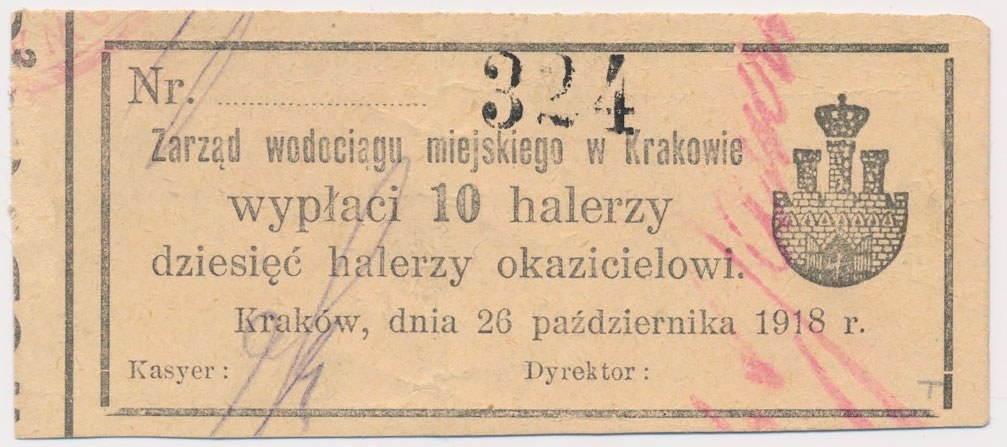 Nr. .......................... 324
Zarząd wodociągu miejskiego w Krakowie
wypłaci 10 halerzy
dziesięć halerzy okazicielowi.
Kraków, dnia 26 października 1918 r.
Kasyer :
Dyrektor :